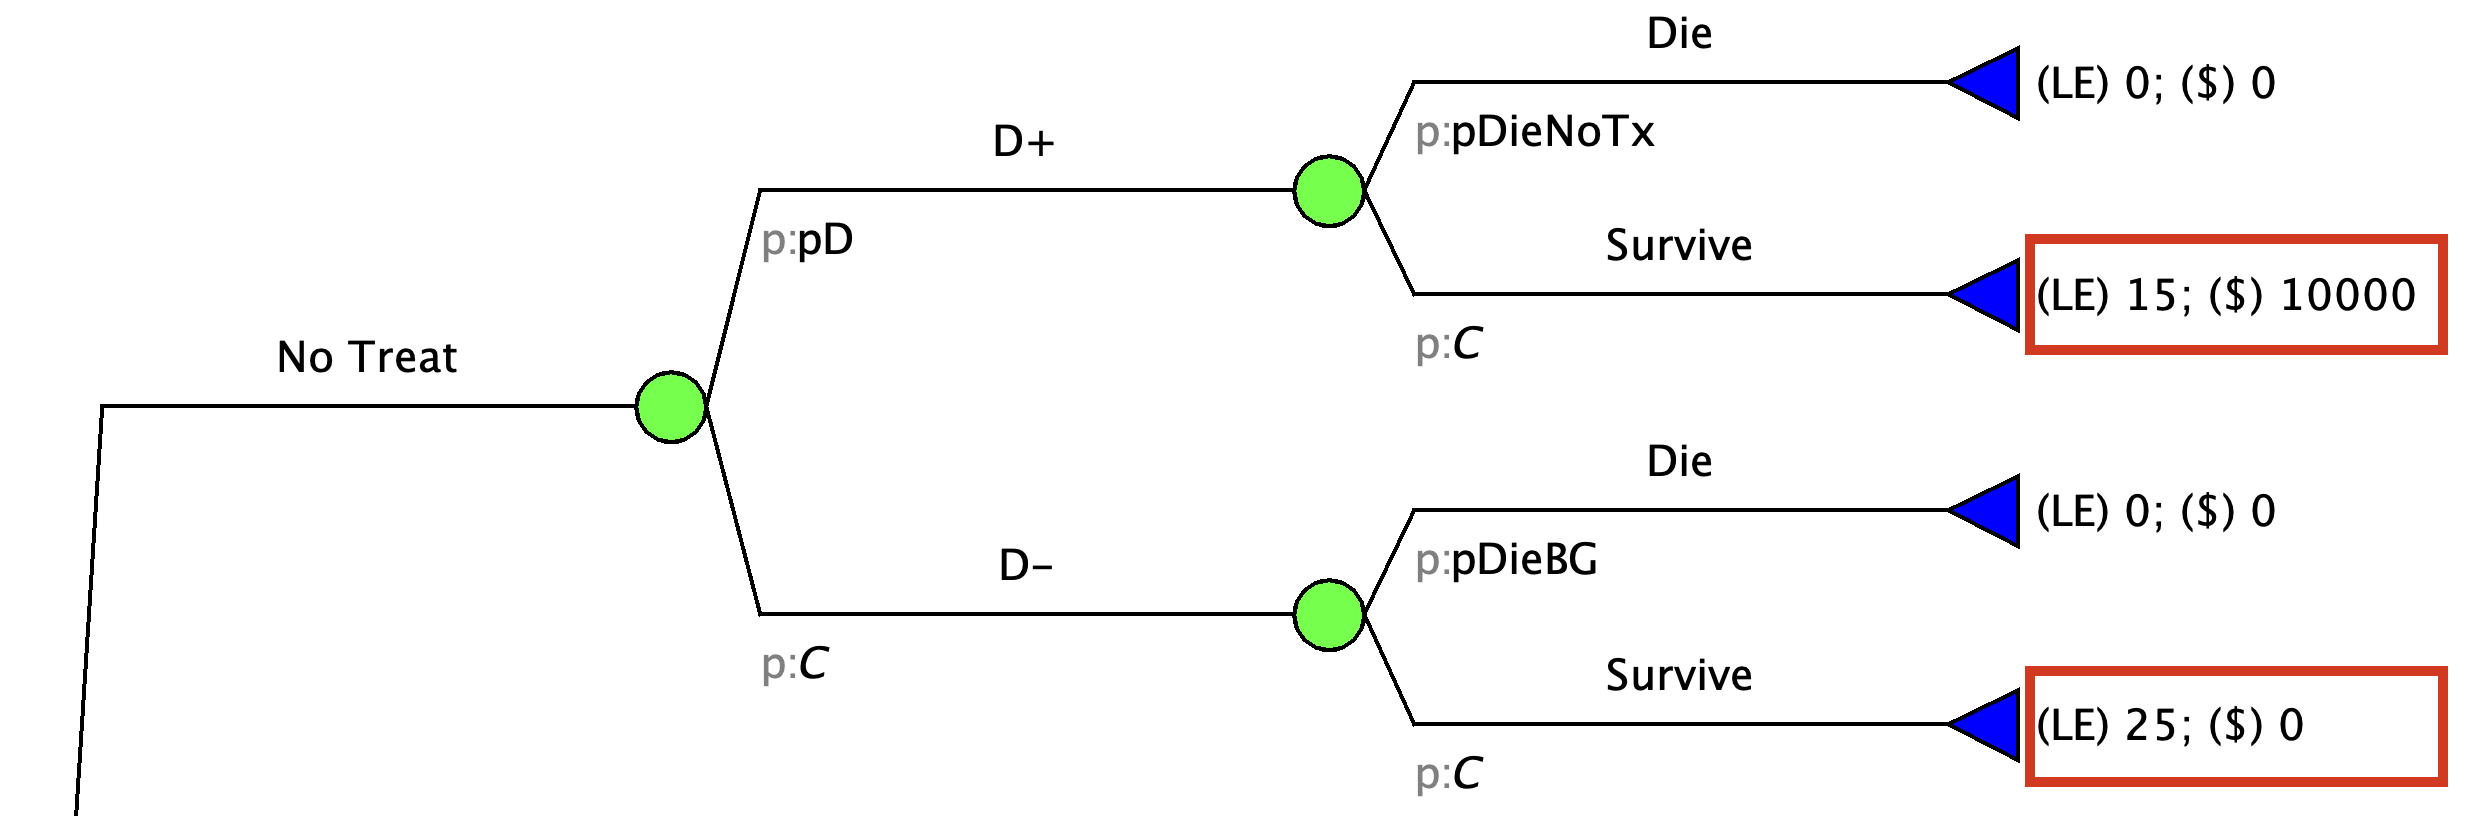 Die
(LE) 0; ($) 0
p:pDieNoTx
D+
p:pD
Survive
(LE) 15; ($) 10000
p:C
No Treat
Die
(LE) 0; ($) 0
p:pDieBG
D–
p:C
Survive
(LE) 25; ($) 0
p:C